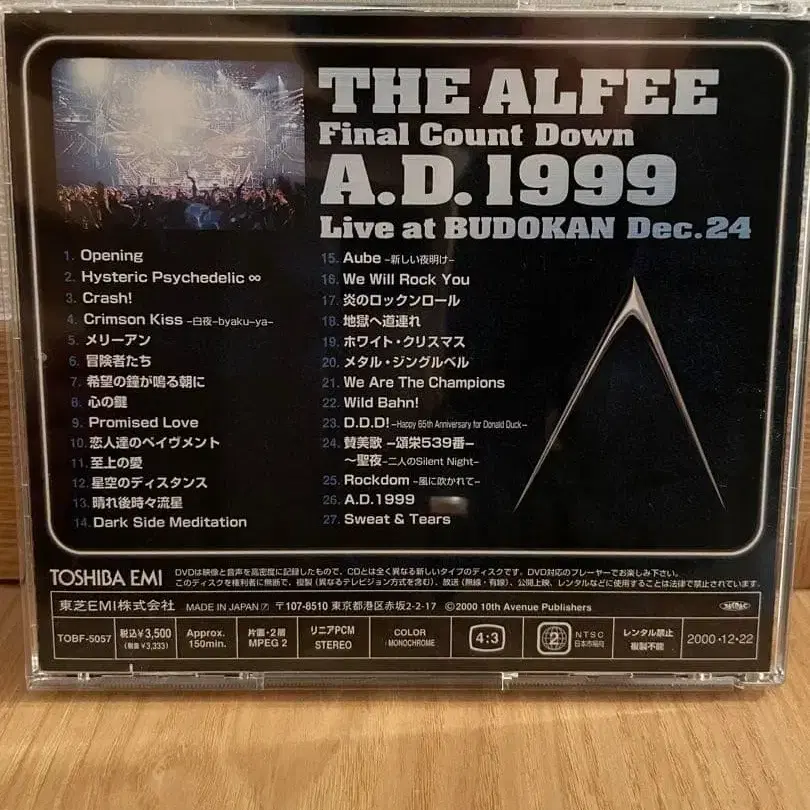 THE ALFEE
Final Count Down
A.D.1999
Live at BUDOKAN Dec.24
1. Opening
2. Hysteric Psychedelic ∞
3. Crash!
4. Crimson Kiss -白夜-byaku-ya-
5. メリーアン
6. 冒険者たち
7. 希望の鐘が鳴る朝に
8. 心の鍵
9. Promised Love
10. 恋人達のペイヴメント
11. 至上の愛
12. 星空のディスタンス
13. 晴れ後時々流星
14. Dark Side Meditation
15. Aube -新しい夜明け-
16. We Will Rock You
17. 炎のロックンロール
18. 地獄へ道連れ
19. ホワイト・クリスマス
20. メタル・ジングルベル
21. We Are The Champions
22. Wild Bahn!
23. D.D.D! -Happy 65th Anniversary for Donald Duck-
24. 賛美歌 -頌栄539番-
～聖夜-二人のSilent Night-
25. Rockdom -風に吹かれて-
26. A.D.1999
27. Sweat & Tears
TOSHIBA EMI
DVDは映像と音声を高密度に記録したもので、CDとは全く異なる新しいタイプのディスクです。DVD対応のプレーヤーでお楽しみ下さい。
このディスクを権利者に無断で、複製(異なるテレビジョン方式を含む)、放送(無線・有線)、公開上映、レンタルなどに使用することは法律で禁止されています。
東芝EMI株式会社 MADE IN JAPAN 〒107-8510 東京都港区赤坂2-2-17 ©2000 10th Avenue Publishers
TOBF-5057
税込¥3,500
(税抜¥3,333)
Approx.
150min.
片面・2層
MPEG 2
リニアPCM
STEREO
COLOR
/MONOCHROME
4:3
2
NTSC
日本市場向
レンタル禁止
複製不能
2000・12・22